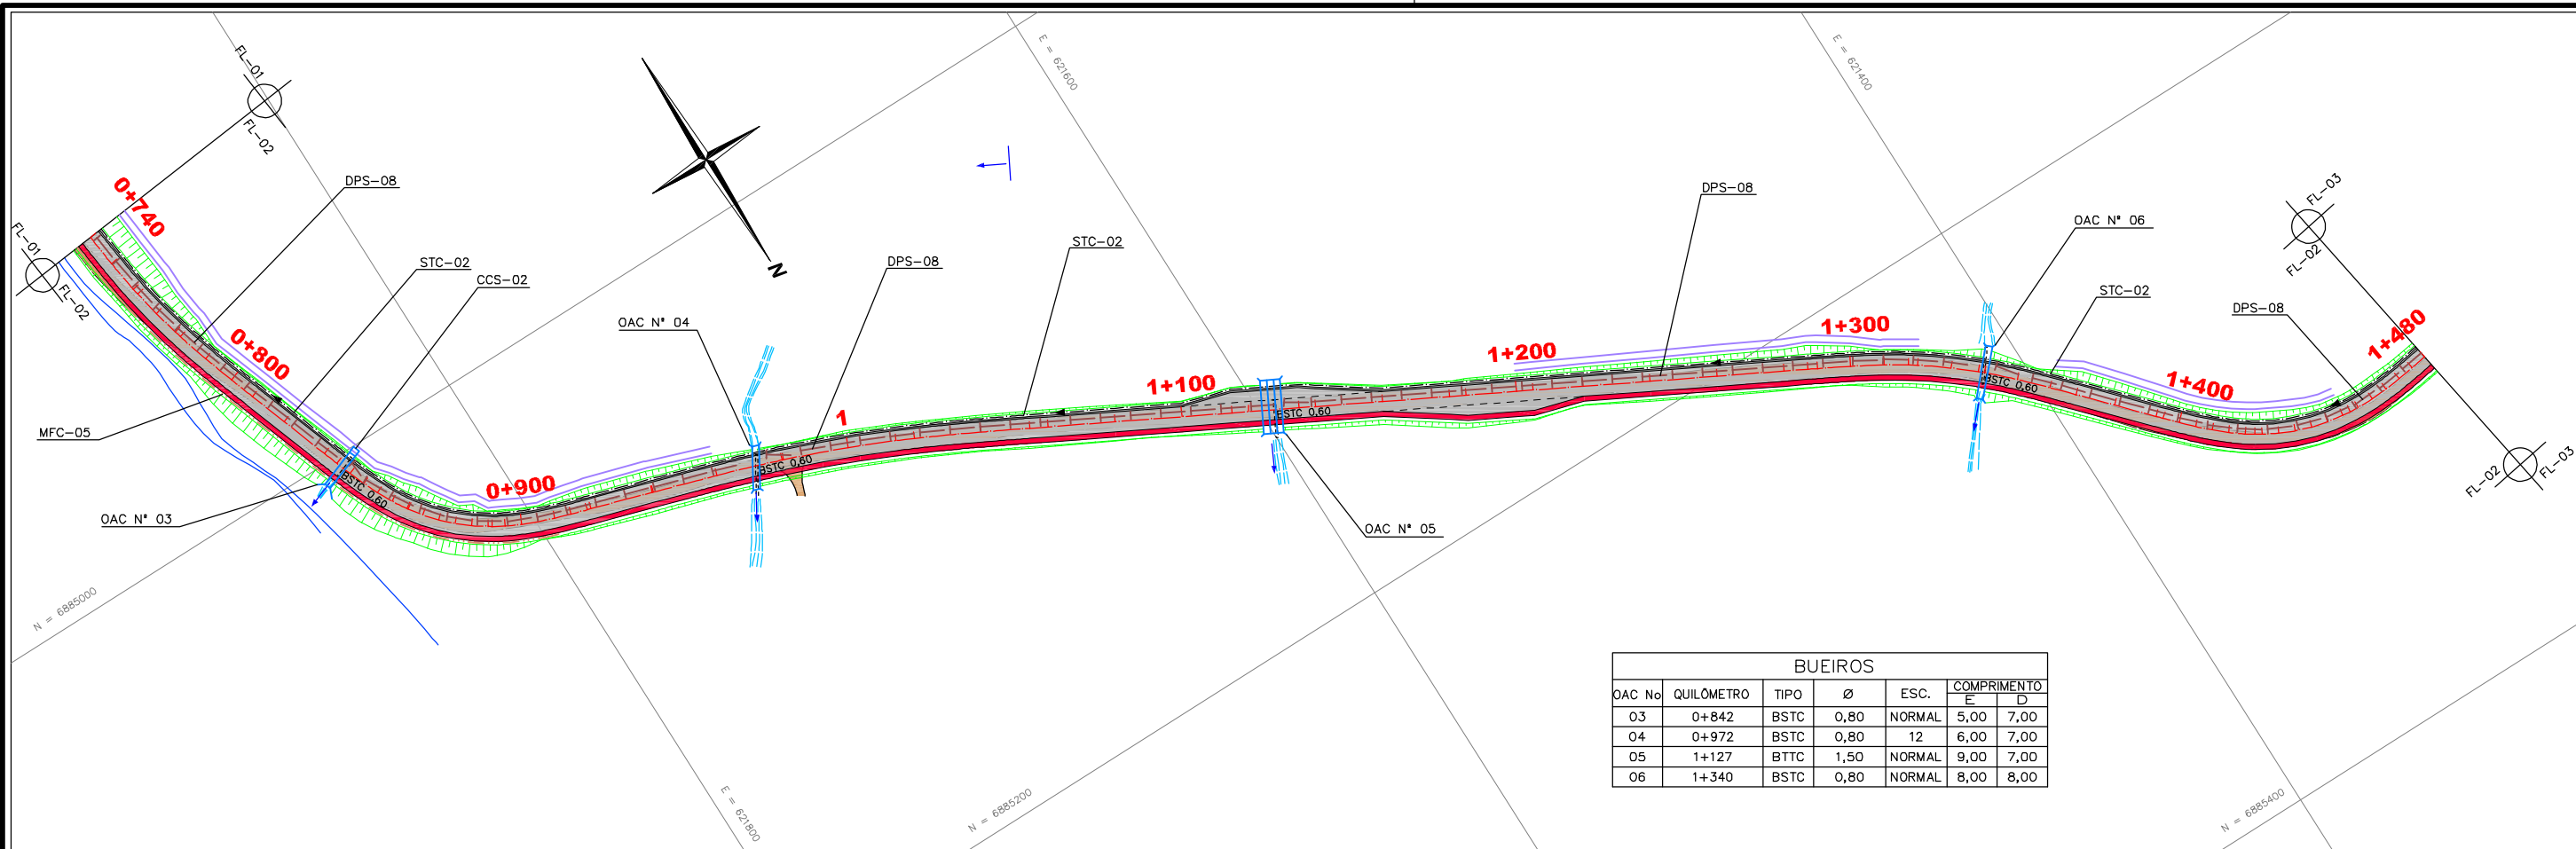 FL-01
FL-02
E = 621600
E = 621400
FL-03
FL-02
0+740
DPS-08
DPS-08
OAC Nº 06
FL-01
FL-02
STC-02
CCS-02
STC-02
DPS-08
N
STC-02
DPS-08
OAC Nº 04
0+800
1+300
1+200
1+480
1+100
1+400
BSTC 0,60
BSTC 0,60
1
MFC-05
BSTC 0,60
BSTC 0,60
0+900
OAC Nº 03
OAC Nº 05
FL-02
FL-03
N = 6885000
E = 621800
N = 6885200
N = 6885400
BUEIROS
OAC No QUILÔMETRO TIPO Ø ESC. COMPRIMENTO
E D
03 0+842 BSTC 0,80 NORMAL 5,00 7,00
04 0+972 BSTC 0,80 12 6,00 7,00
05 1+127 BTTC 1,50 NORMAL 9,00 7,00
06 1+340 BSTC 0,80 NORMAL 8,00 8,00